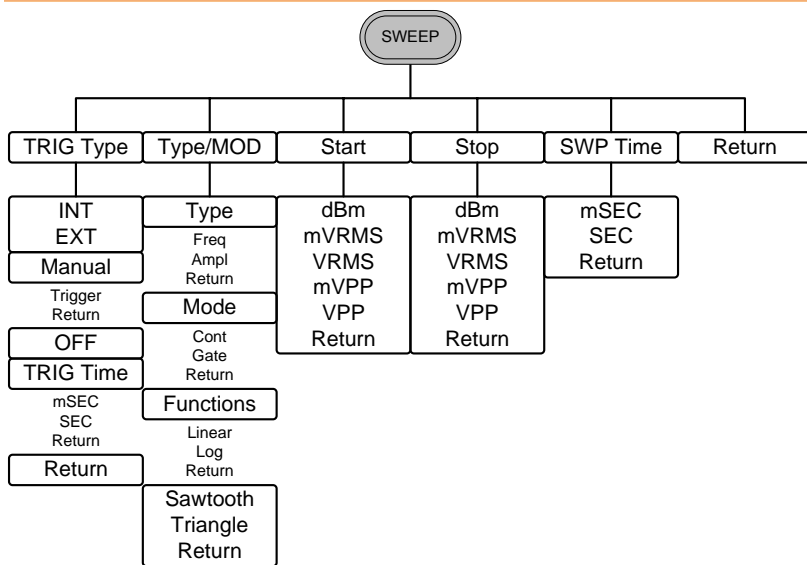 SWEEP
TRIG Type
Type/MOD
Start
Stop
SWP Time
Return
INT
EXT
Manual
Trigger
Return
OFF
TRIG Time
mSEC
SEC
Return
Return
Type
Freq
Ampl
Return
Mode
Cont
Gate
Return
Functions
Linear
Log
Return
Sawtooth
Triangle
Return
dBm
mVRMS
VRMS
mVPP
VPP
Return
dBm
mVRMS
VRMS
mVPP
VPP
Return
mSEC
SEC
Return